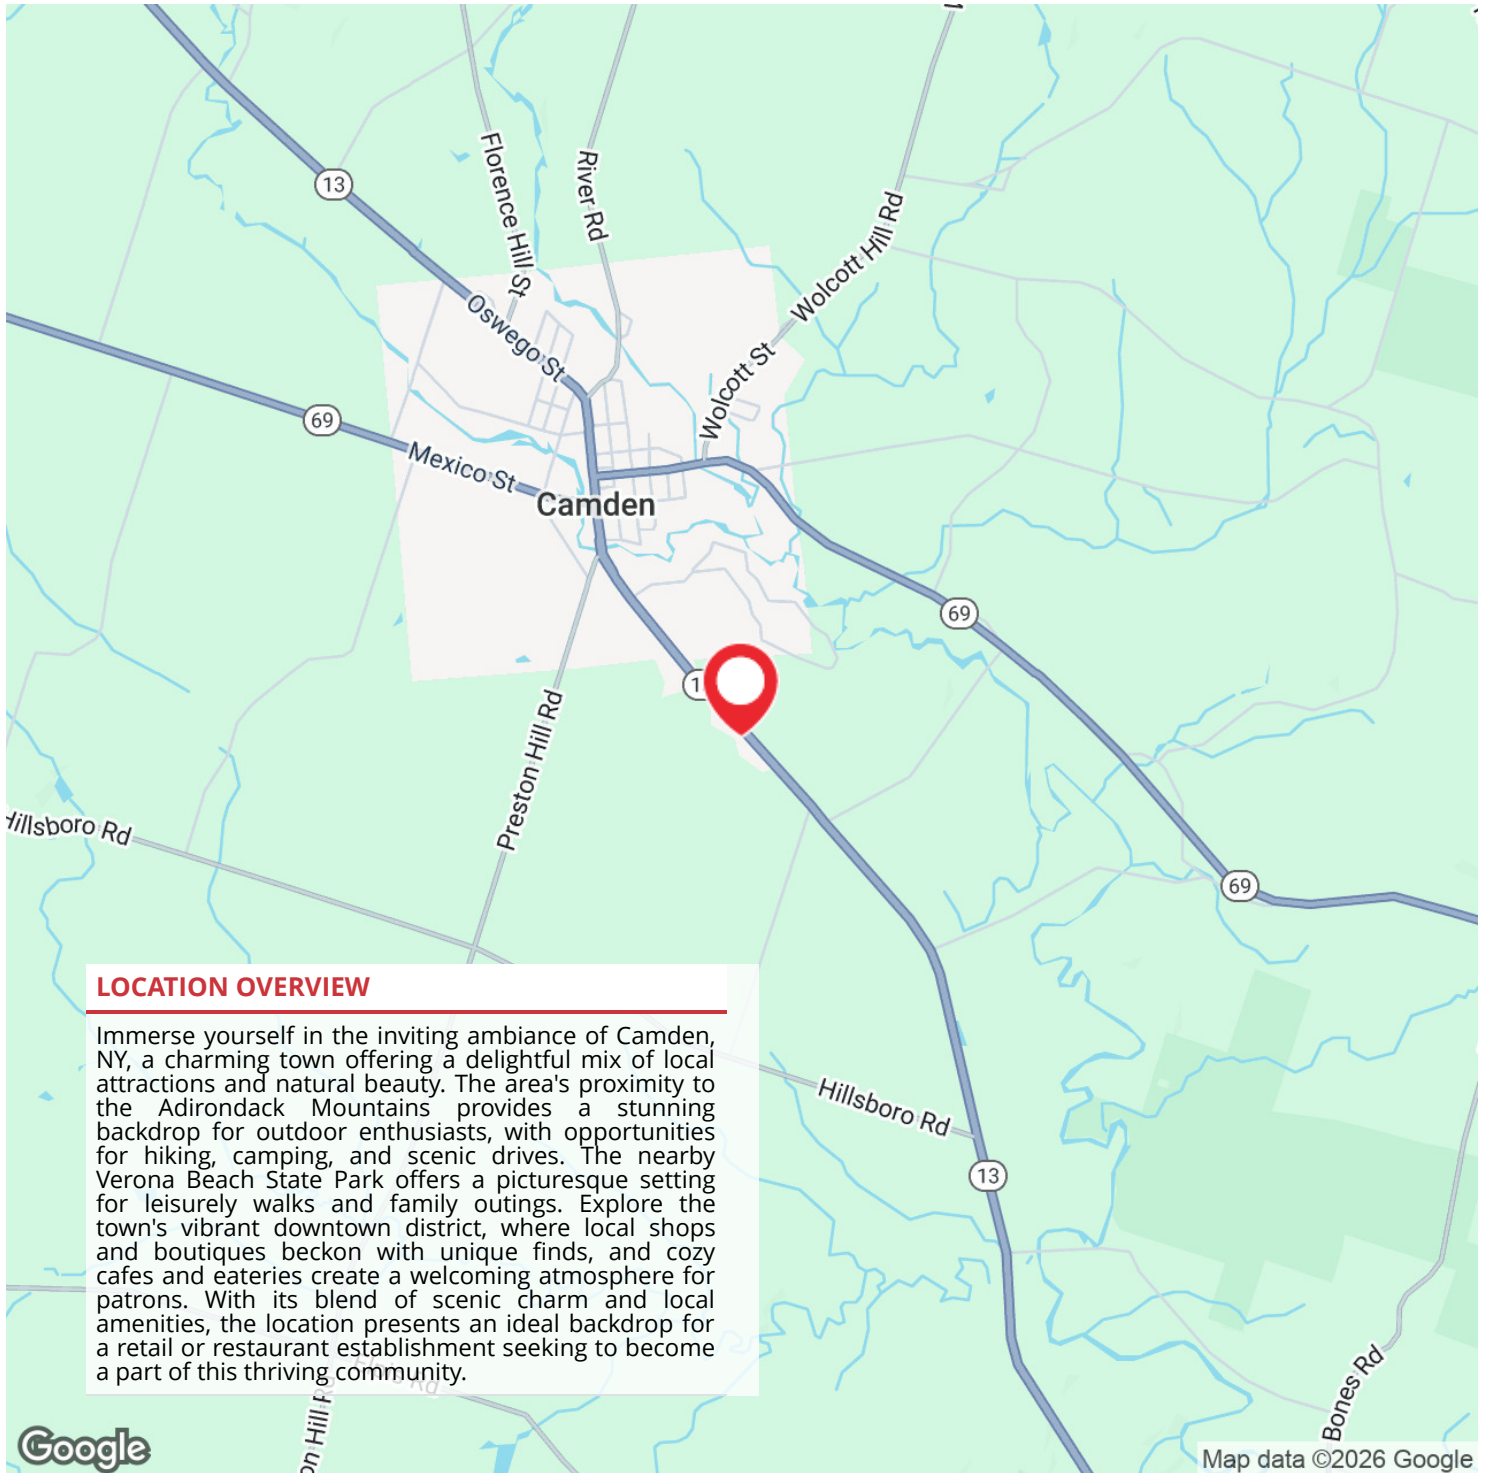 13
Florence Hill St
River Rd
Wolcott Hill Rd
Oswego St
Wolcott St
69
Mexico St
Camden
69
Preston Hill Rd
Hillsboro Rd
69
LOCATION OVERVIEW
Immerse yourself in the inviting ambiance of Camden,
NY, a charming town offering a delightful mix of local
attractions and natural beauty. The area's proximity to
the Adirondack Mountains provides a stunning
backdrop for outdoor enthusiasts, with opportunities
for hiking, camping, and scenic drives. The nearby
Verona Beach State Park offers a picturesque setting
for leisurely walks and family outings. Explore the
town's vibrant downtown district, where local shops
and boutiques beckon with unique finds, and cozy
cafes and eateries create a welcoming atmosphere for
patrons. With its blend of scenic charm and local
amenities, the location presents an ideal backdrop for
a retail or restaurant establishment seeking to become
a part of this thriving community.
Hillsboro Rd
13
Bones Rd
on Hill Rd
Google
Map data ©2026 Google